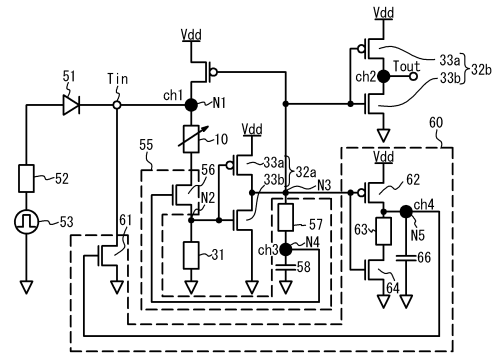 Vdd
Vdd
51
Tin
ch1
N1
33a
Tout
32b
ch2
33b
55
10
Vdd
60
52
56
33a
32a
33b
Vdd
N2
N3
62
53
61
57
ch4
31
ch3
N4
63
N5
58
66
64